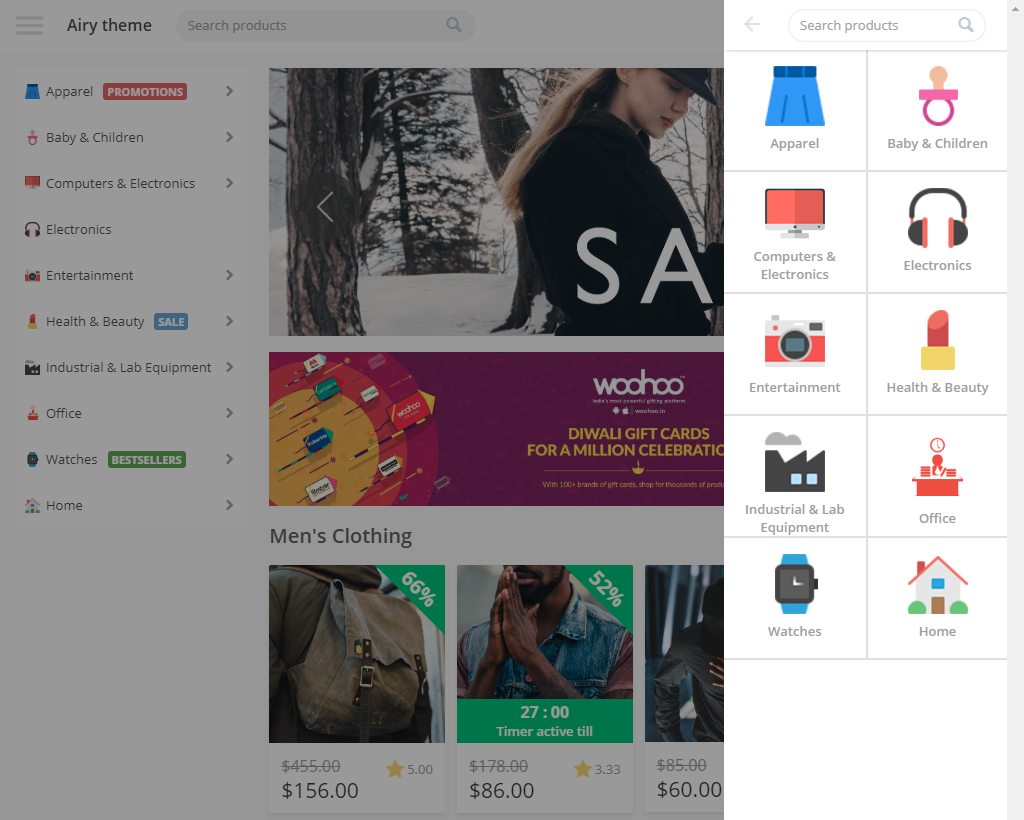 Airy theme
Search products
Apparel PROMOTIONS
Baby & Children
Computers & Electronics
Electronics
Entertainment
Health & Beauty SALE
Industrial & Lab Equipment
Office
Watches BESTSELLERS
Home
SA
woohoo™
India's most powerful gifting platform
woohoo.in
DIWALI GIFT CARDS
FOR A MILLION CELEBRATIO
With 100+ brands of gift cards, shop for thousands of produ
Men's Clothing
66%
$455.00 5.00
$156.00
52%
27 : 00
Timer active till
$178.00 3.33
$86.00
$85.00
$60.00
Search products
Apparel
Baby & Children
Computers &
Electronics
Electronics
Entertainment
Health & Beauty
Industrial & Lab
Equipment
Office
Watches
Home